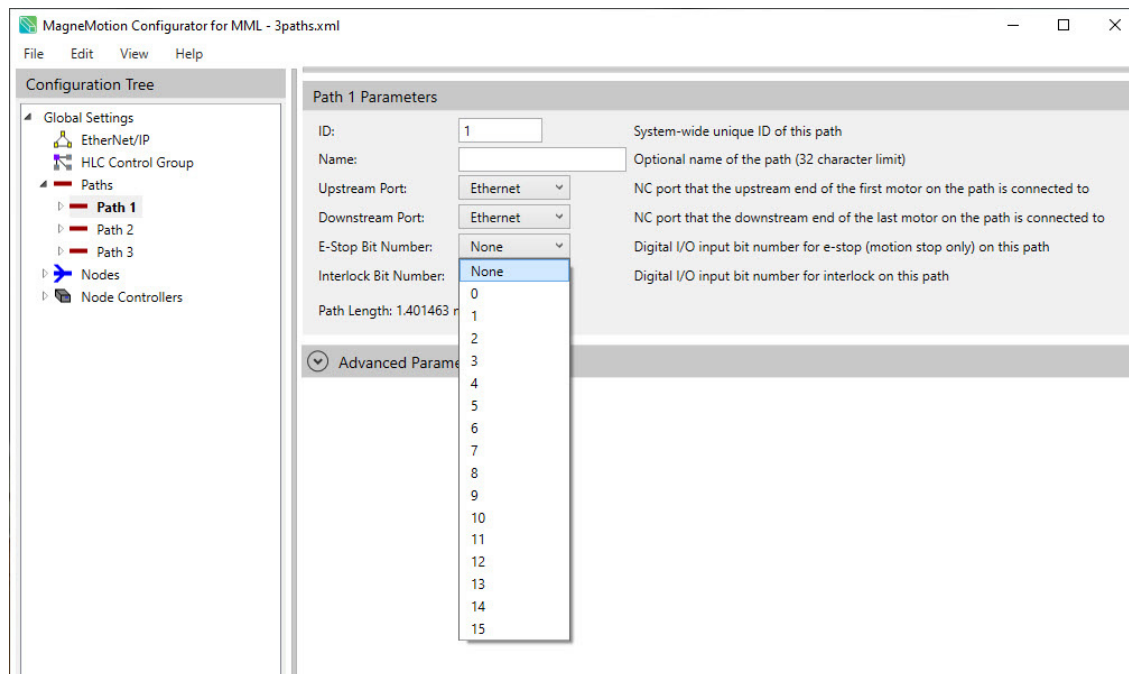 MagneMotion Configurator for MML - 3paths.xml
File Edit View Help
Configuration Tree
Global Settings
EtherNet/IP
HLC Control Group
Paths
Path 1
Path 2
Path 3
Nodes
Node Controllers
Path 1 Parameters
ID: 1 System-wide unique ID of this path
Name: Optional name of the path (32 character limit)
Upstream Port: Ethernet NC port that the upstream end of the first motor on the path is connected to
Downstream Port: Ethernet NC port that the downstream end of the last motor on the path is connected to
E-Stop Bit Number: None Digital I/O input bit number for e-stop (motion stop only) on this path
Interlock Bit Number: Digital I/O input bit number for interlock on this path
Path Length: 1.401463
Advanced Parame
None
0
1
2
3
4
5
6
7
8
9
10
11
12
13
14
15